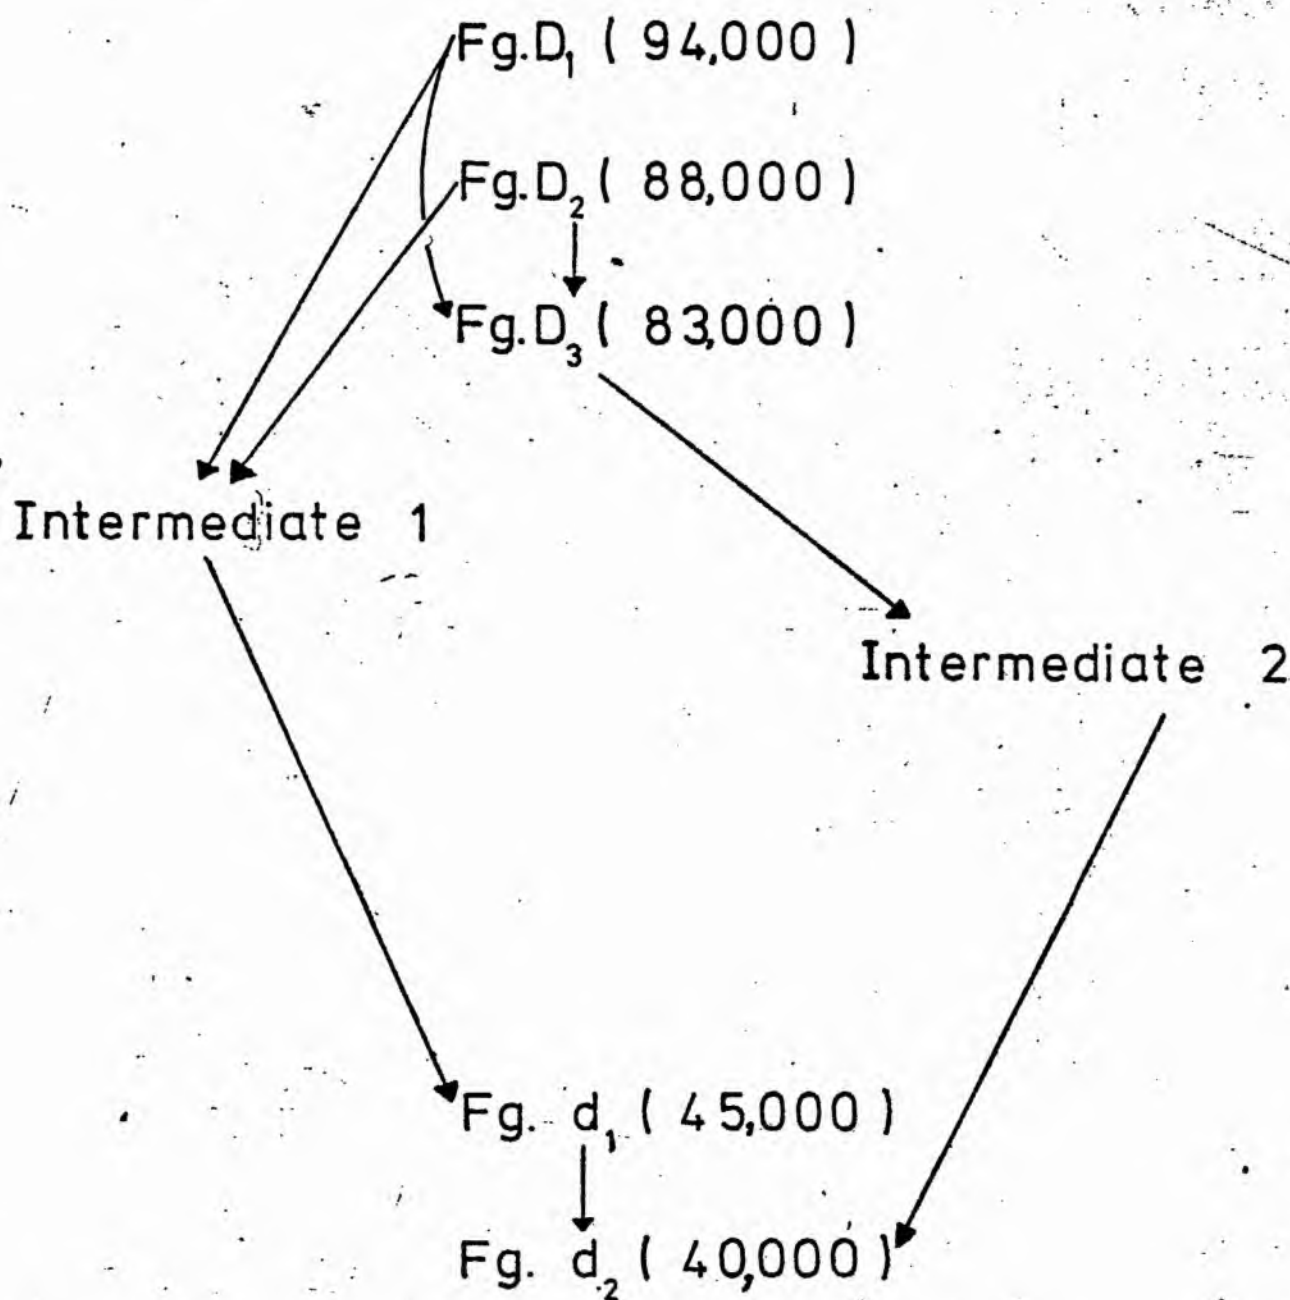 Fg.D₁ ( 94,000 )
Fg.D₂ ( 88,000 )
Fg.D₃ ( 83,000 )
Intermediate 1
Intermediate 2
Fg. d₁ ( 45,000 )
Fg. d₂ ( 40,000 )